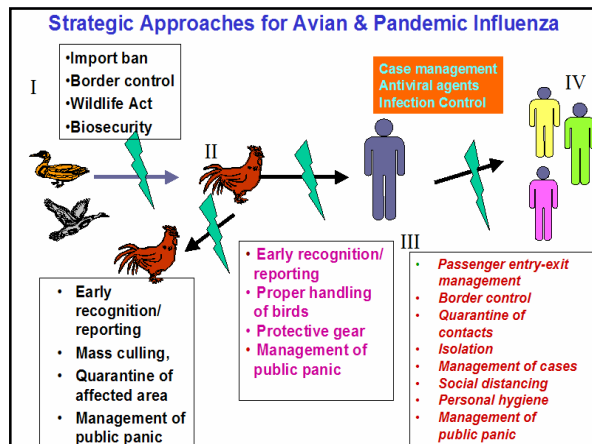 Strategic Approaches for Avian & Pandemic Influenza
I
•Import ban
•Border control
•Wildlife Act
•Biosecurity
II
Case management
Antiviral agents
Infection Control
IV
• Early
recognition/
reporting
• Mass culling,
• Quarantine of
affected area
• Management of
public panic
• Early recognition/
reporting
• Proper handling
of birds
• Protective gear
• Management of
public panic
III
• Passenger entry-exit
management
• Border control
• Quarantine of
contacts
• Isolation
• Management of cases
• Social distancing
• Personal hygiene
• Management of
public panic